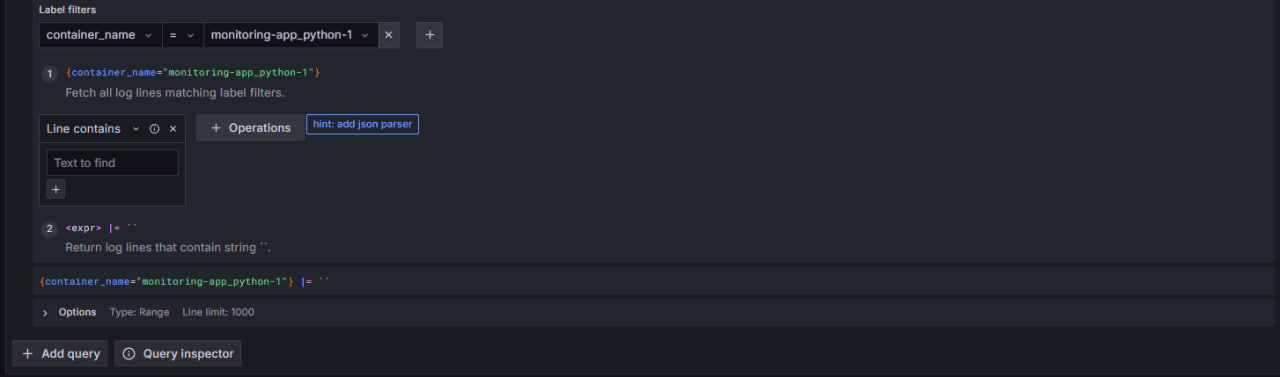 Label filters
container_name = monitoring-app_python-1 × +
1 {container_name="monitoring-app_python-1"}
Fetch all log lines matching label filters.
Line contains × + Operations hint: add json parser
Text to find
+
2 <expr> |= ``
Return log lines that contain string ``.
{container_name="monitoring-app_python-1"} |= ``
> Options Type: Range Line limit: 1000
+ Add query Query inspector